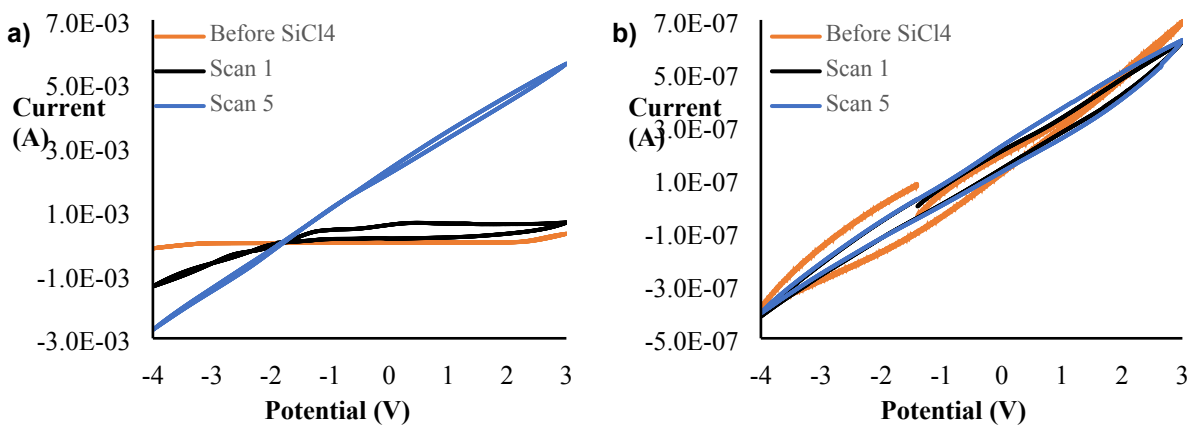 a)
7.0E-03
5.0E-03
3.0E-03
1.0E-03
-1.0E-03
-3.0E-03
Current
(A)
Before SiCl4
Scan 1
Scan 5
-4 -3 -2 -1 0 1 2 3
Potential (V)
b)
7.0E-07
5.0E-07
3.0E-07
1.0E-07
-1.0E-07
-3.0E-07
-5.0E-07
Current
(A)
Before SiCl4
Scan 1
Scan 5
-4 -3 -2 -1 0 1 2 3
Potential (V)